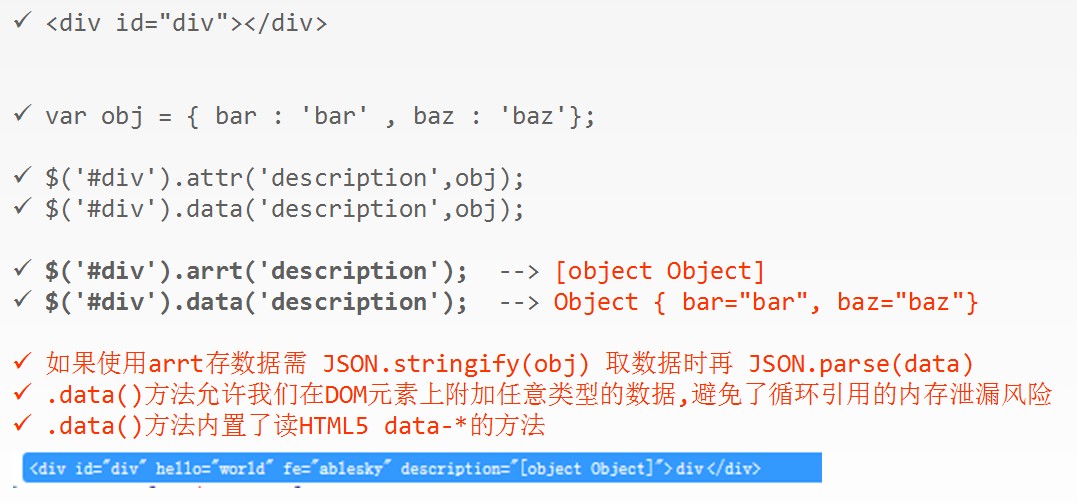 ✓ <div id="div"></div>
✓ var obj = { bar : 'bar' , baz : 'baz'};
✓ $('#div').attr('description',obj);
✓ $('#div').data('description',obj);
✓ $('#div').arrt('description'); --> [object Object]
✓ $('#div').data('description'); --> Object { bar="bar", baz="baz"}
✓ 如果使用arrt存数据需 JSON.stringify(obj) 取数据时再 JSON.parse(data)
✓ .data()方法允许我们在DOM元素上附加任意类型的数据,避免了循环引用的内存泄漏风险
✓ .data()方法内置了读HTML5 data-*的方法
<div id="div" hello="world" fe="ablesky" description="[object Object]">div</div>